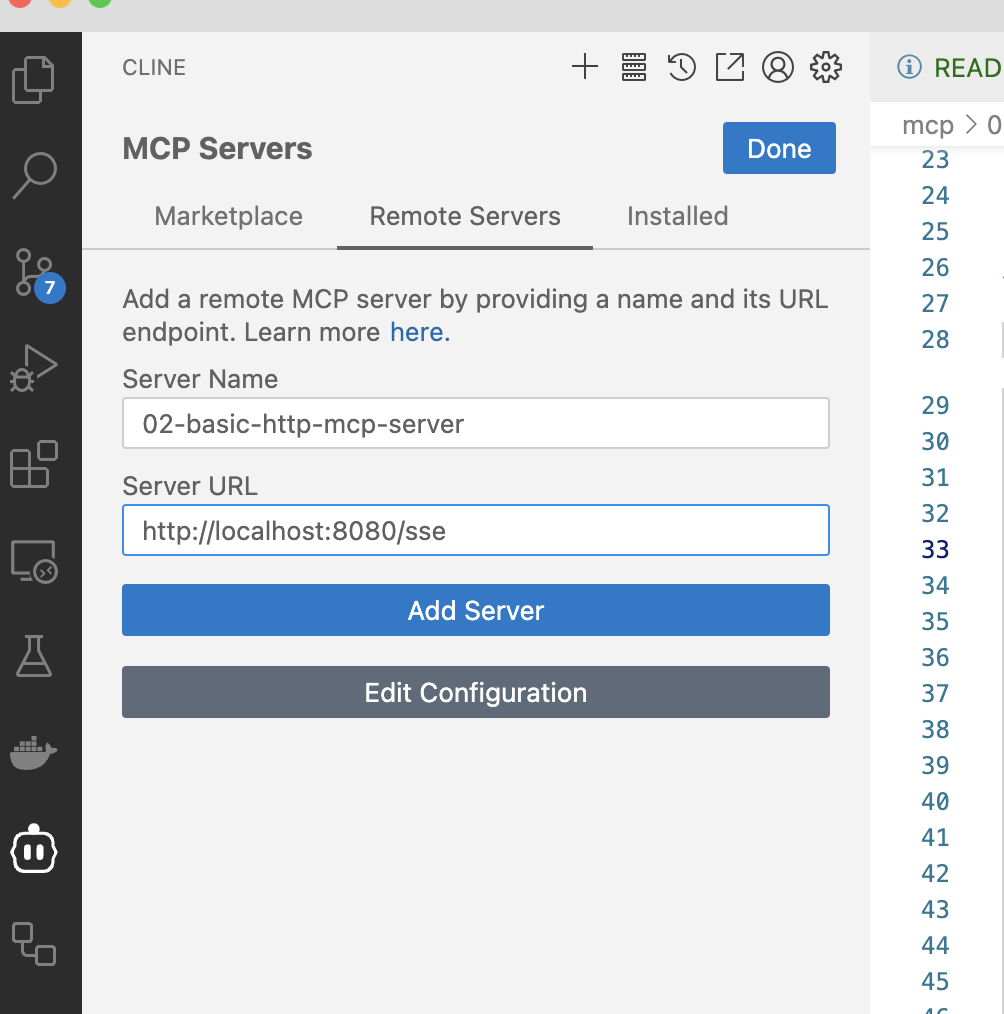 CLINE
MCP Servers
Done
Marketplace
Remote Servers
Installed
Add a remote MCP server by providing a name and its URL
endpoint. Learn more here.
Server Name
02-basic-http-mcp-server
Server URL
http://localhost:8080/sse
Add Server
Edit Configuration
7
READ
mcp > 0
23
24
25
26
27
28
29
30
31
32
33
34
35
36
37
38
39
40
41
42
43
44
45